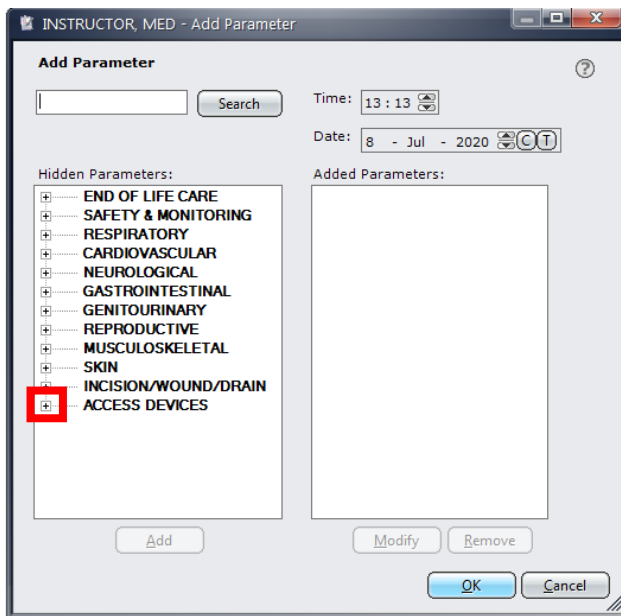 INSTRUCTOR, MED - Add Parameter
Add Parameter
?
Search
Time: 13 : 13
Date: 8 - Jul - 2020 C T
Hidden Parameters:
Added Parameters:
END OF LIFE CARE
SAFETY & MONITORING
RESPIRATORY
CARDIOVASCULAR
NEUROLOGICAL
GASTROINTESTINAL
GENITOURINARY
REPRODUCTIVE
MUSCULOSKELETAL
SKIN
INCISION/WOUND/DRAIN
ACCESS DEVICES
Add
Modify
Remove
OK
Cancel